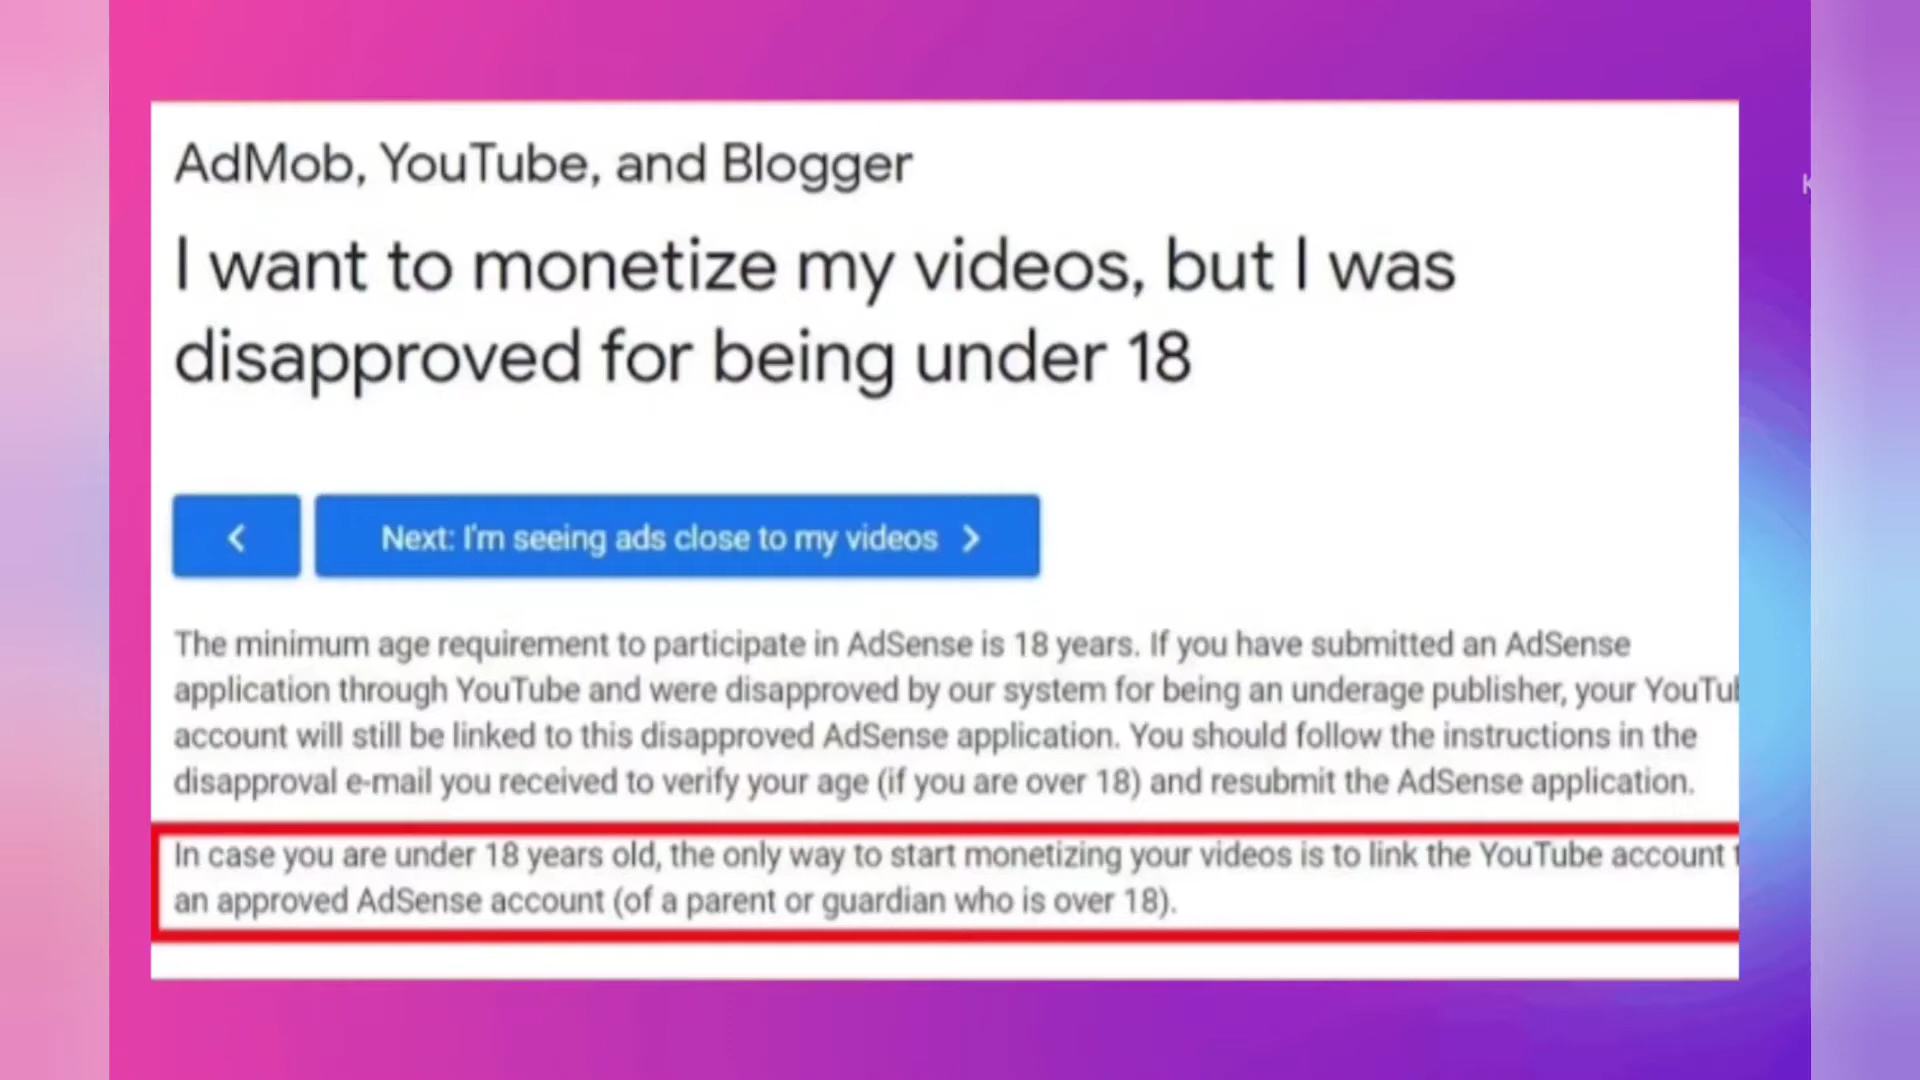 AdMob, YouTube, and Blogger
I want to monetize my videos, but I was
disapproved for being under 18
Next: I'm seeing ads close to my videos
The minimum age requirement to participate in AdSense is 18 years. If you have submitted an AdSense
application through YouTube and were disapproved by our system for being an underage publisher, your
account will still be linked to this disapproved AdSense application. You should follow the instructions in the
disapproval e-mail you received to verify your age (if you are over 18) and resubmit the AdSense application.
In case you are under 18 years old, the only way to start monetizing your videos is to link the YouTube account
an approved AdSense account (of a parent or guardian who is over 18).